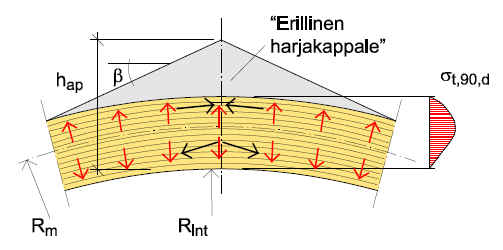 “Erillinen
harjakappale”
h_ap
β
σ_t,90,d
R_m
R_Int